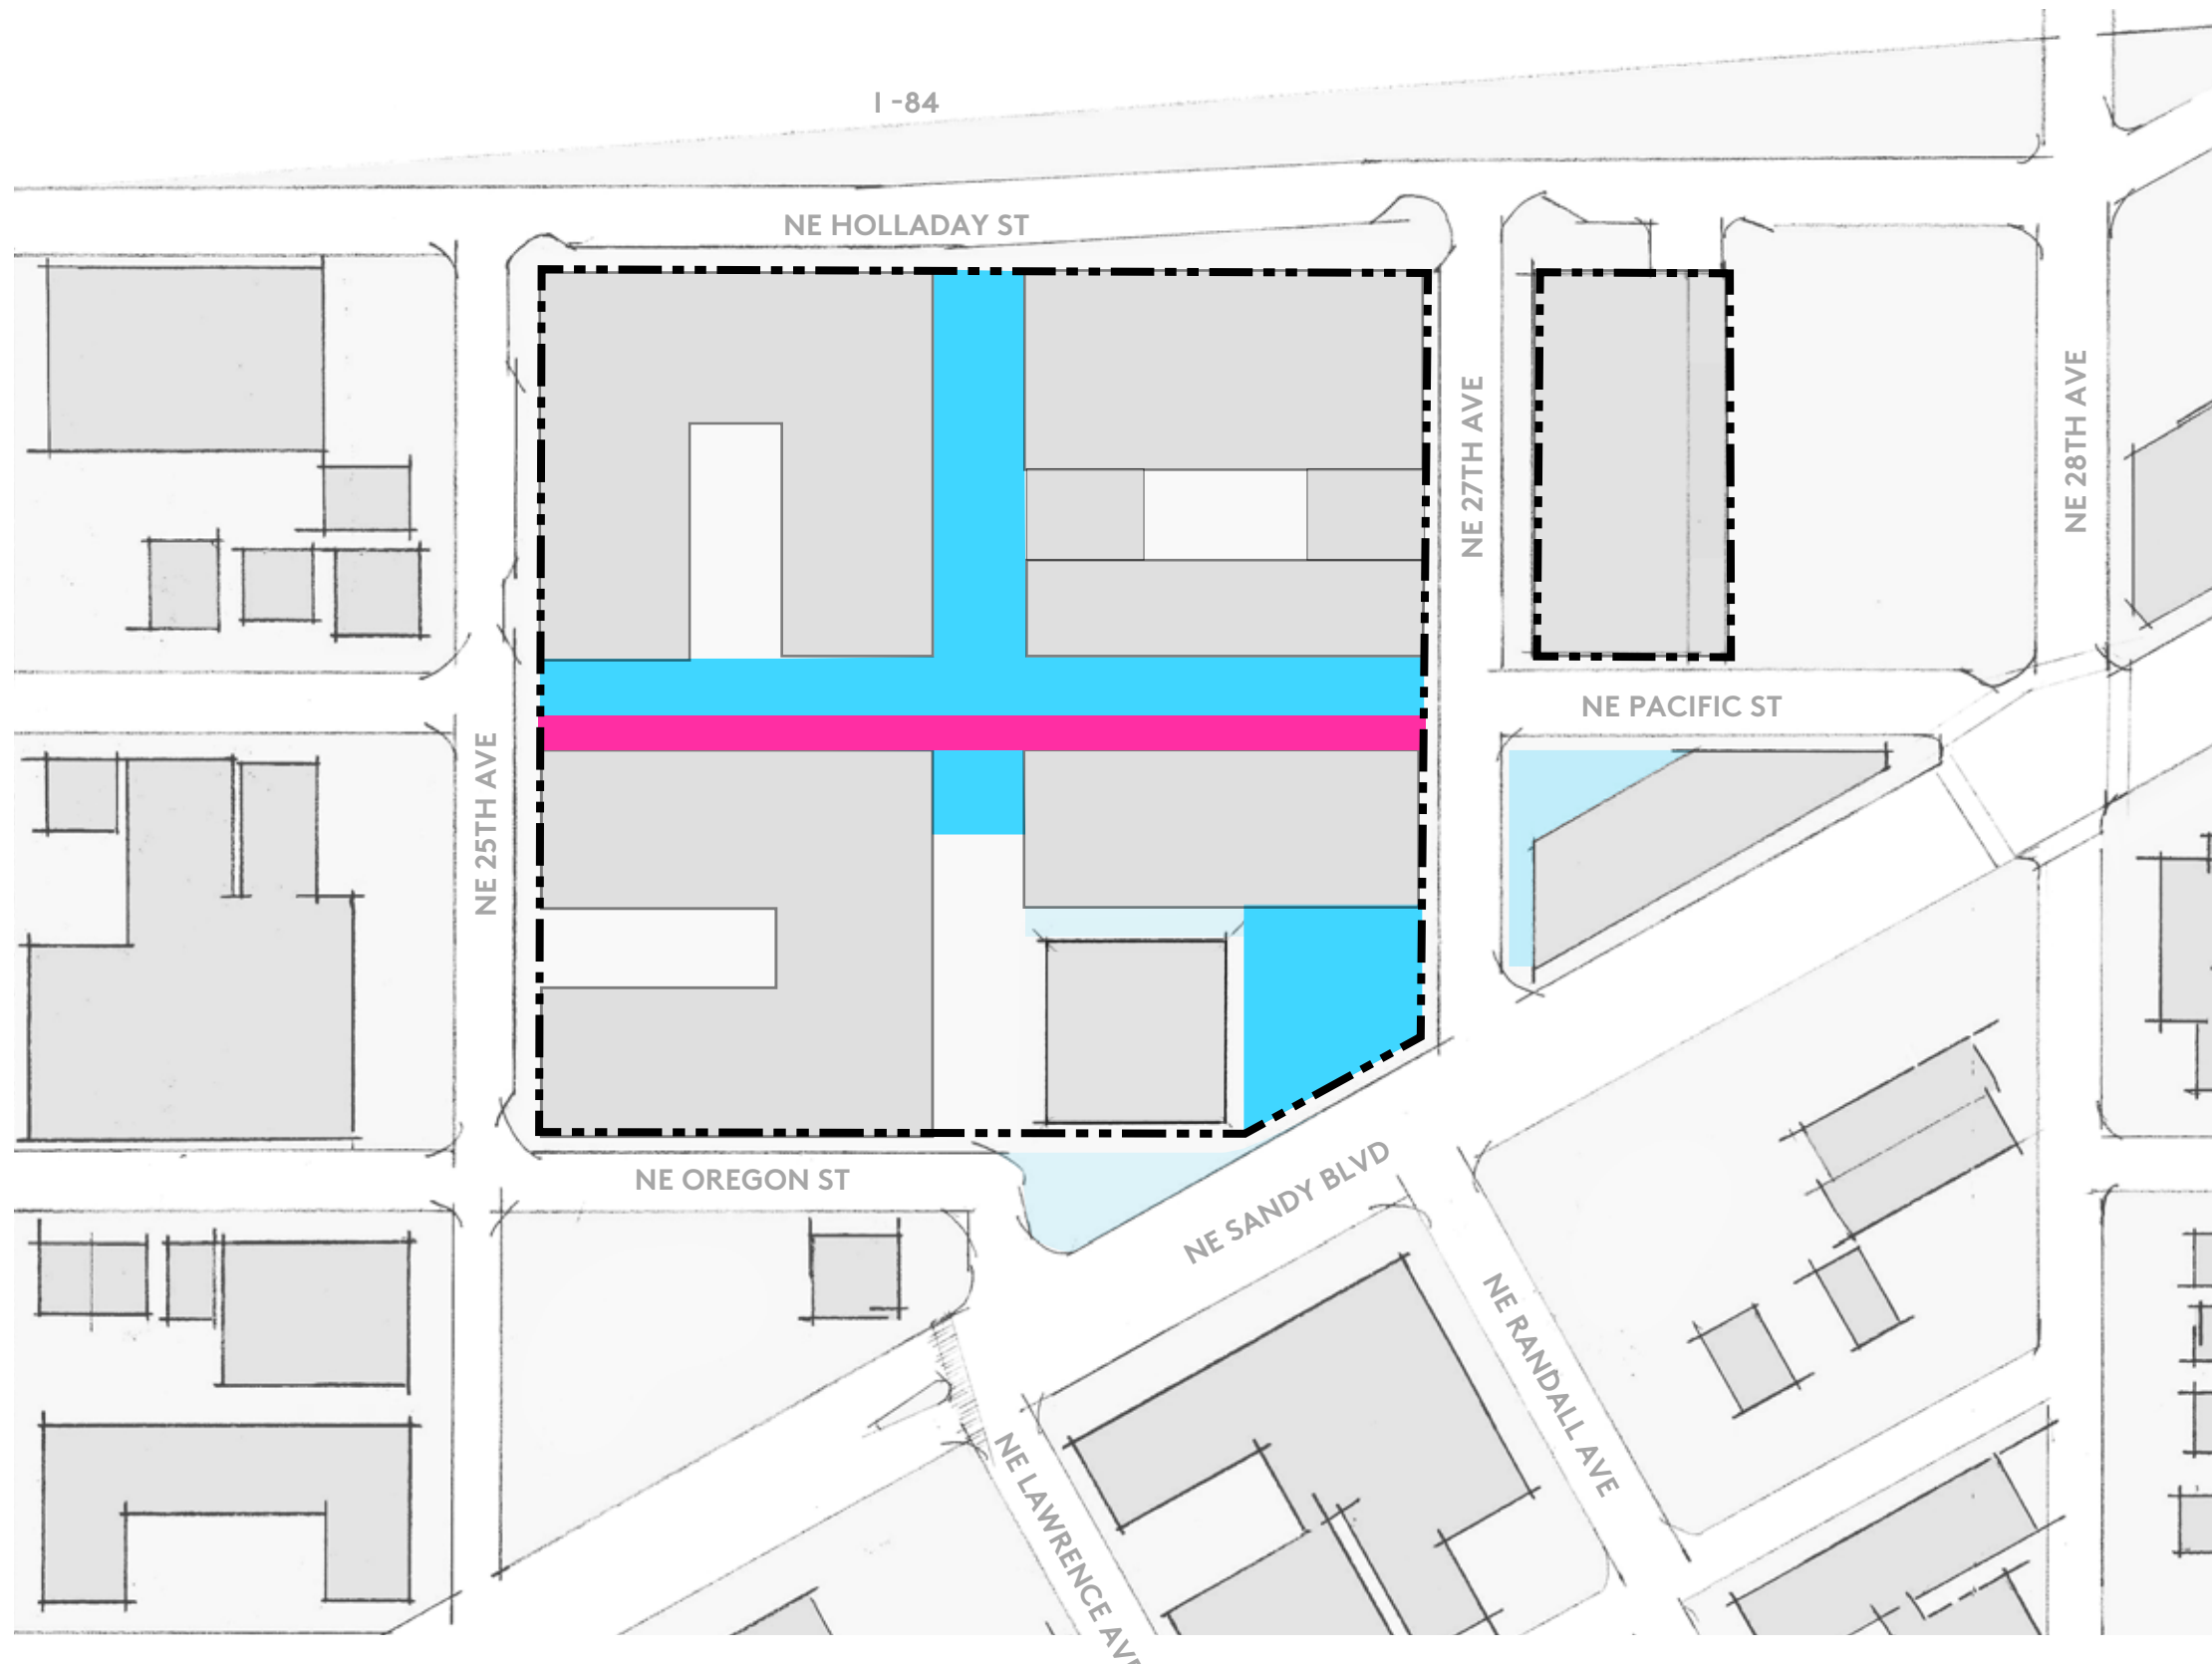 I -84
NE HOLLADAY ST
NE 27TH AVE
NE 28TH AVE
NE PACIFIC ST
NE 25TH AVE
NE OREGON ST
NE SANDY BLVD
NE RANDALL AVE
NE LAWRENCE AVE